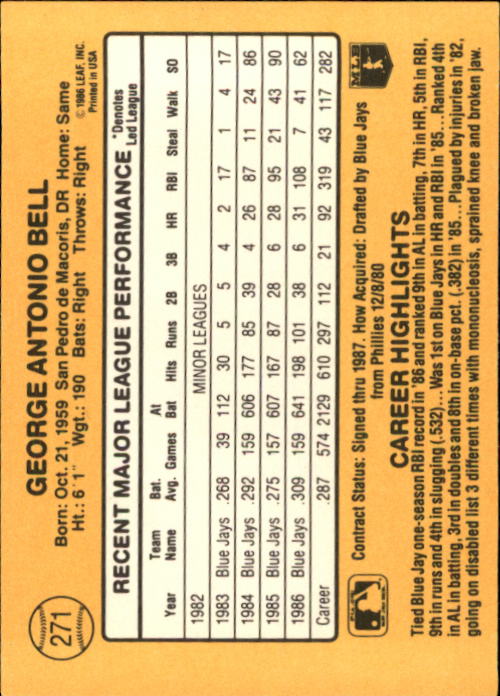 271
GEORGE ANTONIO BELL
Born: Oct. 21, 1959 San Pedro de Macoris, DR Home: Same
Ht.: 6'1" Wgt.: 190 Bats: Right Throws: Right
© 1986 LEAF, INC.
Printed in USA
RECENT MAJOR LEAGUE PERFORMANCE
*Denotes
Led League
Year Team Name Bat. Avg. Games At Bat Hits Runs 2B 3B HR RBI Steal Walk SO
1982 MINOR LEAGUES
1983 Blue Jays .268 39 112 30 5 5 4 2 17 1 4 17
1984 Blue Jays .292 159 606 177 85 39 4 26 87 11 24 86
1985 Blue Jays .275 157 607 167 87 28 6 28 95 21 43 90
1986 Blue Jays .309 159 641 198 101 38 6 31 108 7 41 62
Career .287 574 2129 610 297 112 21 92 319 43 117 282
Contract Status: Signed thru 1987. How Acquired: Drafted by Blue Jays
from Phillies 12/8/80
MLB
CAREER HIGHLIGHTS
Tied Blue Jay one-season RBI record in '86 and ranked 9th in AL in batting, 7th in HR, 5th in RBI,
9th in runs and 4th in slugging (.532)... Was 1st on Blue Jays in HR and RBI in '85... Ranked 4th
in AL in batting, 3rd in doubles and 8th in on-base pct. (.382) in '85... Plagued by injuries in '82,
going on disabled list 3 different times with mononucleosis, sprained knee and broken jaw.